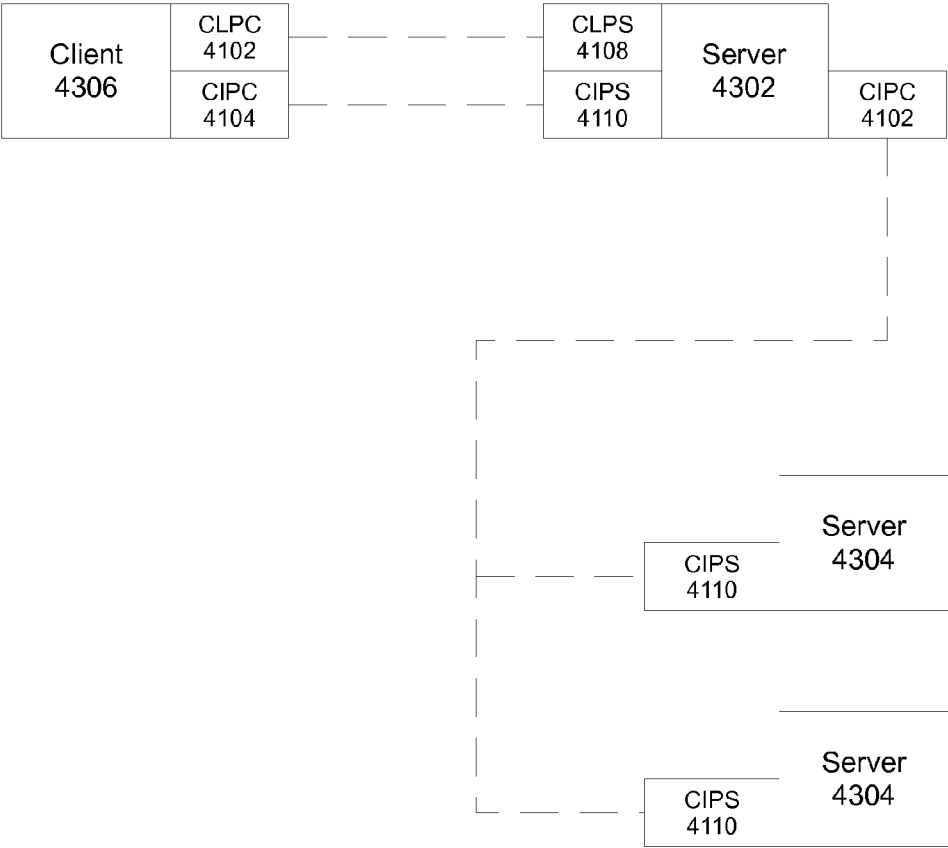 Client
4306
CLPC
4102
CIPC
4104
CLPS
4108
CIPS
4110
Server
4302
CIPC
4102
CIPS
4110
Server
4304
CIPS
4110
Server
4304